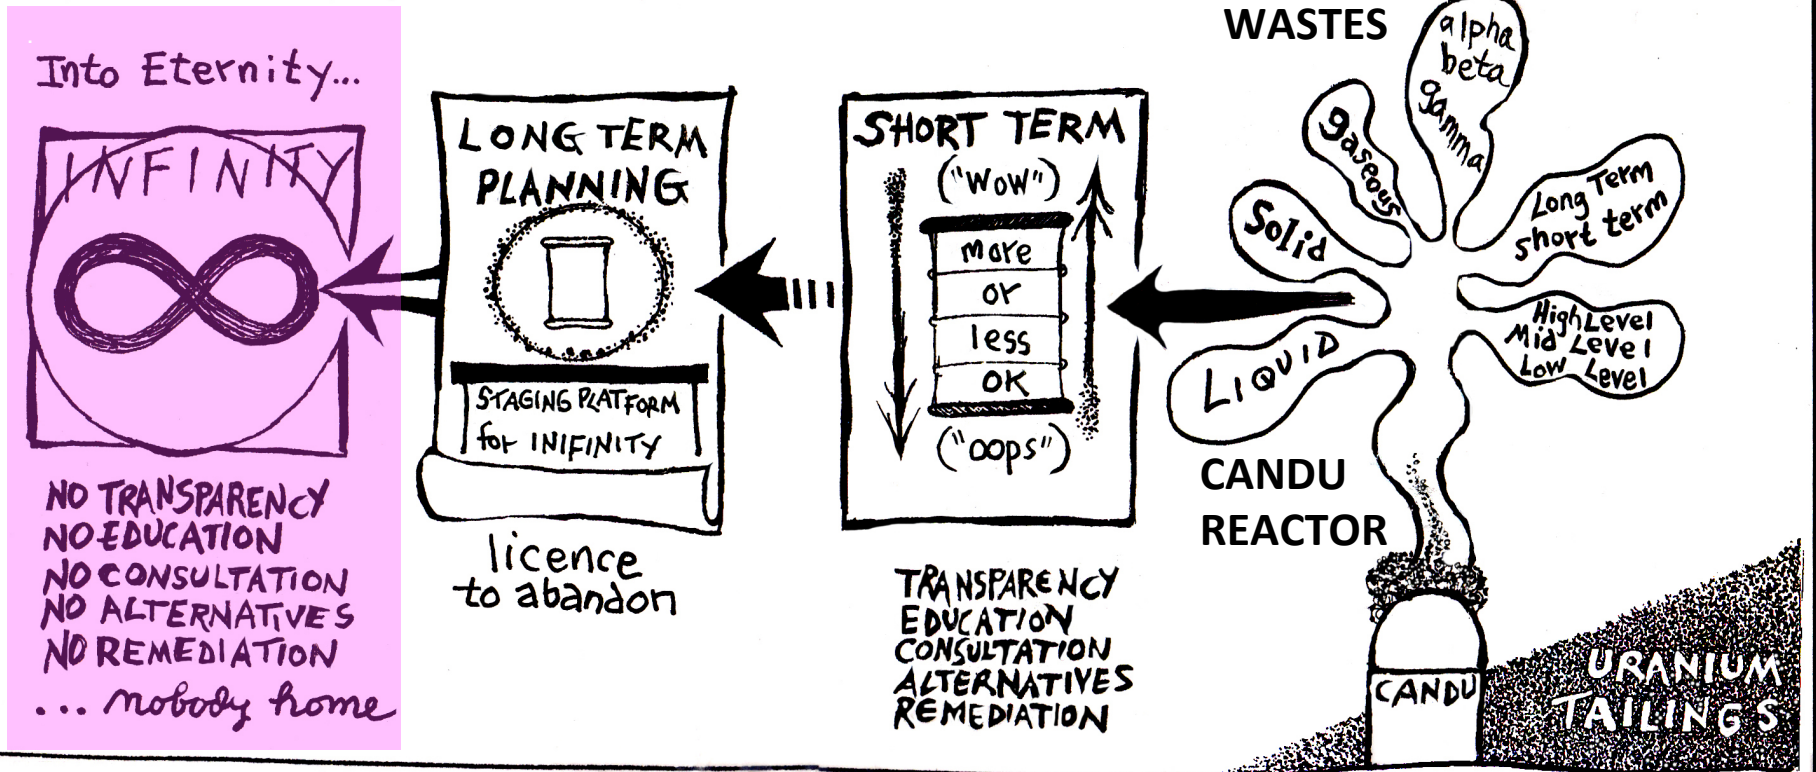 Into Eternity...
INFINITY
NO TRANSPARENCY
NO EDUCATION
NO CONSULTATION
NO ALTERNATIVES
NO REMEDIATION
... nobody home
LONG TERM
PLANNING
STAGING PLATFORM
for INIFINITY
licence
to abandon
SHORT TERM
("WOW")
more
or
less
OK
("OOPS")
TRANSPARENCY
EDUCATION
CONSULTATION
ALTERNATIVES
REMEDIATION
WASTES
alpha
beta
gamma
gaseous
Solid
LIQUID
Long Term
short term
High Level
Mid Level
Low Level
CANDU
REACTOR
CANDU
URANIUM
TAILINGS